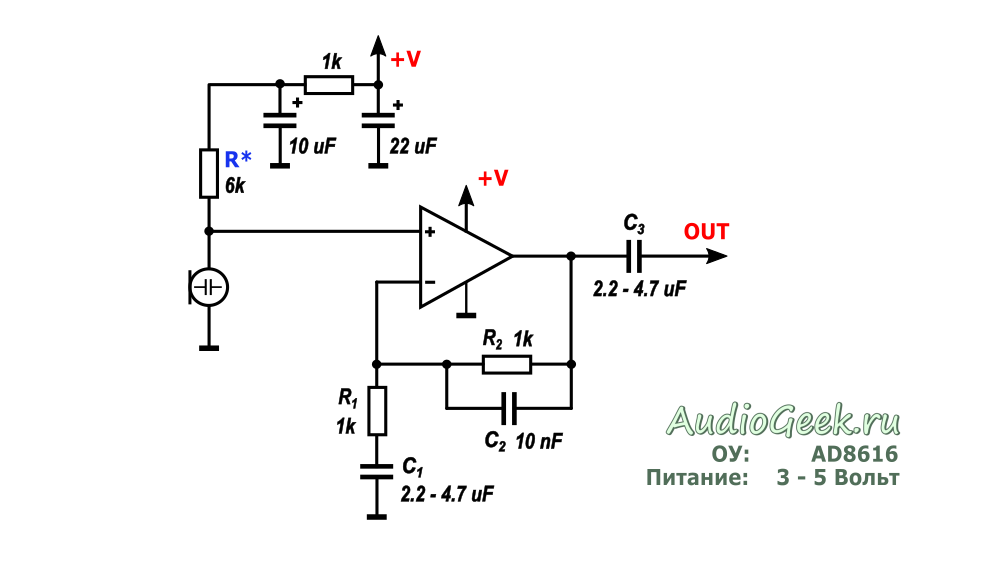 1k
+V
+
+
10 uF
22 uF
R*
6k
+V
+
−
C3
OUT
2.2 - 4.7 uF
R2 1k
R1
1k
C2 10 nF
C1
2.2 - 4.7 uF
AudioGeek.ru
ОУ: AD8616
Питание: 3 - 5 Вольт